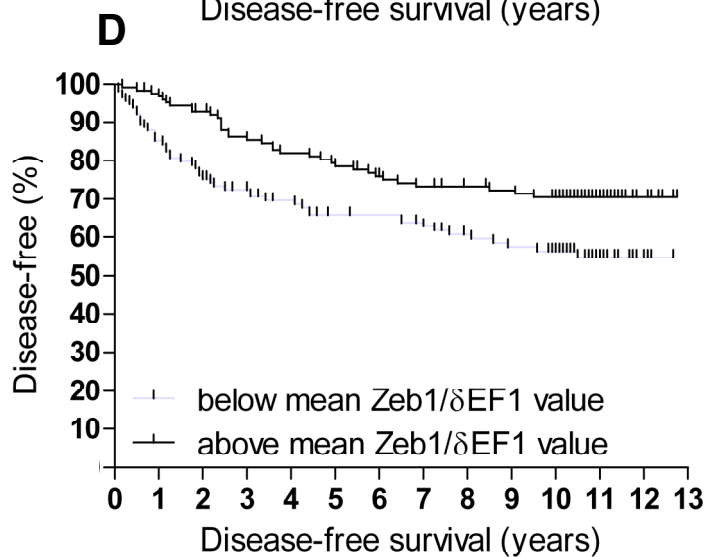 Disease-free survival (years)
D
Disease-free (%)
100
90
80
70
60
50
40
30
20
10
below mean Zeb1/δEF1 value
above mean Zeb1/δEF1 value
0 1 2 3 4 5 6 7 8 9 10 11 12 13
Disease-free survival (years)